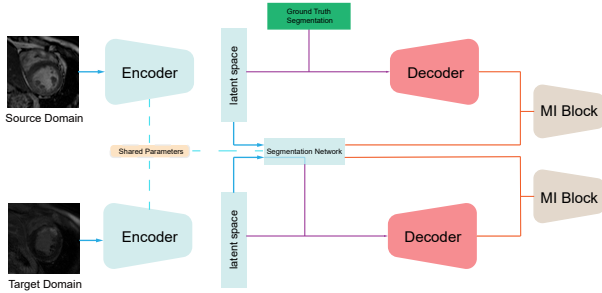 Ground Truth
Segmentation
Encoder
latent space
Decoder
MI Block
Source Domain
Shared Parameters
Segmentation Network
Encoder
latent space
Decoder
MI Block
Target Domain